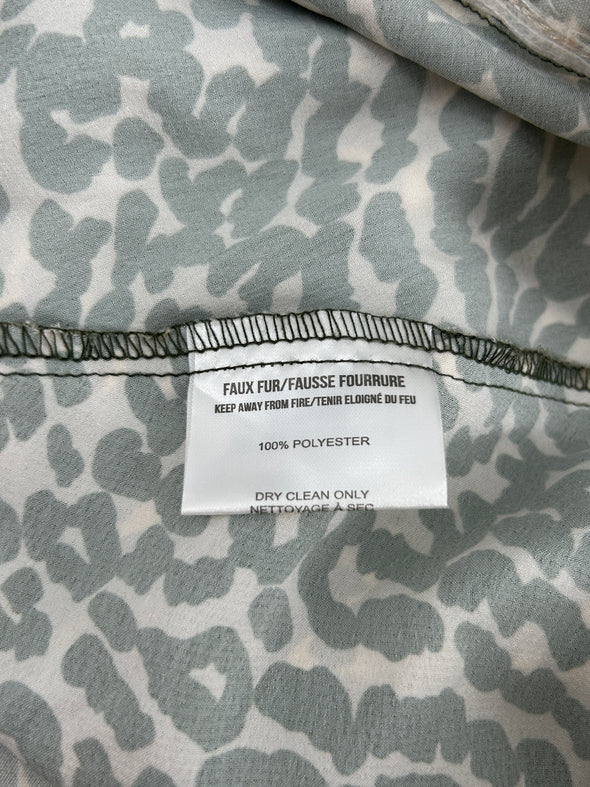 FAUX FUR/FAUSSE FOURRURE
KEEP AWAY FROM FIRE/TENIR ELOIGNÉ DU FEU
100% POLYESTER
DRY CLEAN ONLY
NETTOYAGE À SEC